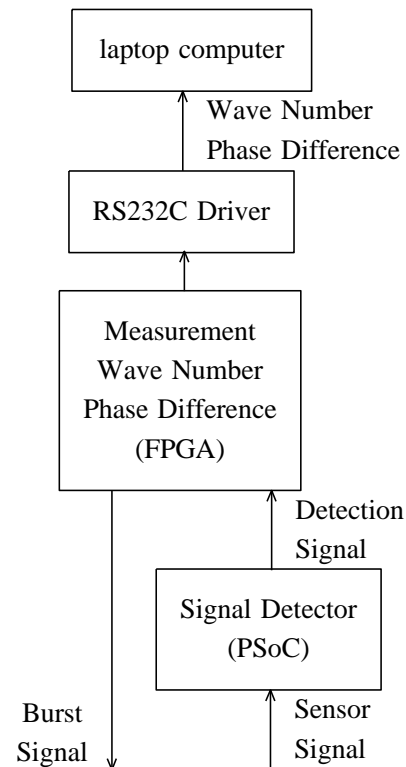 laptop computer
Wave Number
Phase Difference
RS232C Driver
Measurement
Wave Number
Phase Difference
(FPGA)
Detection
Signal
Signal Detector
(PSoC)
Burst
Signal
Sensor
Signal